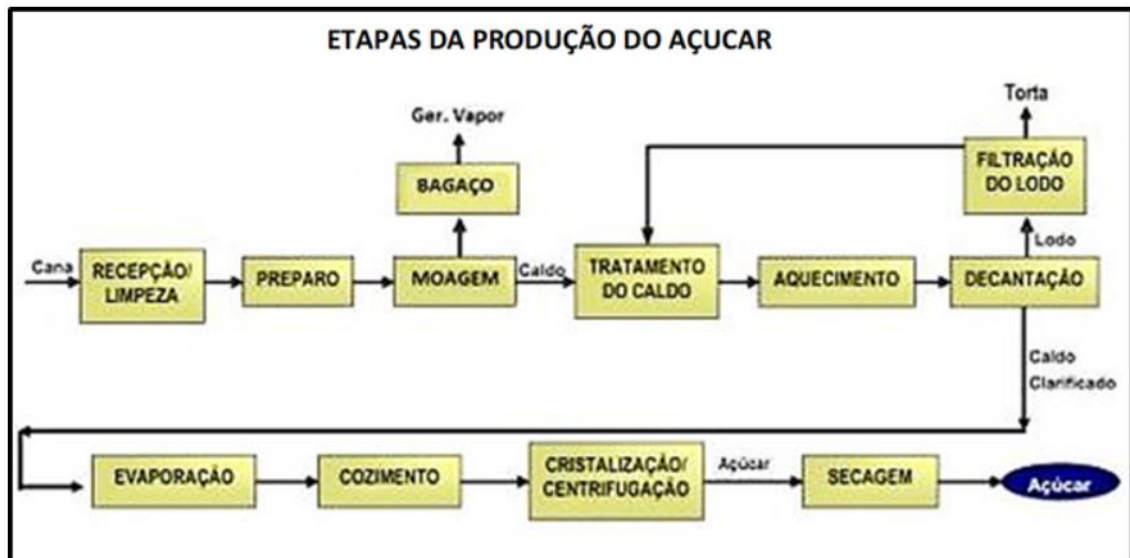 ETAPAS DA PRODUÇÃO DO AÇUCAR
Ger. Vapor
BAGAÇO
Torta
FILTRAÇÃO
DO LODO
Lodo
Cana
RECEPÇÃO/
LIMPEZA
PREPARO
MOAGEM
Caldo
TRATAMENTO
DO CALDO
AQUECIMENTO
DECANTAÇÃO
Caldo
Clarificado
EVAPORAÇÃO
COZIMENTO
CRISTALIZAÇÃO/
CENTRIFUGAÇÃO
Açúcar
SECAGEM
Açúcar